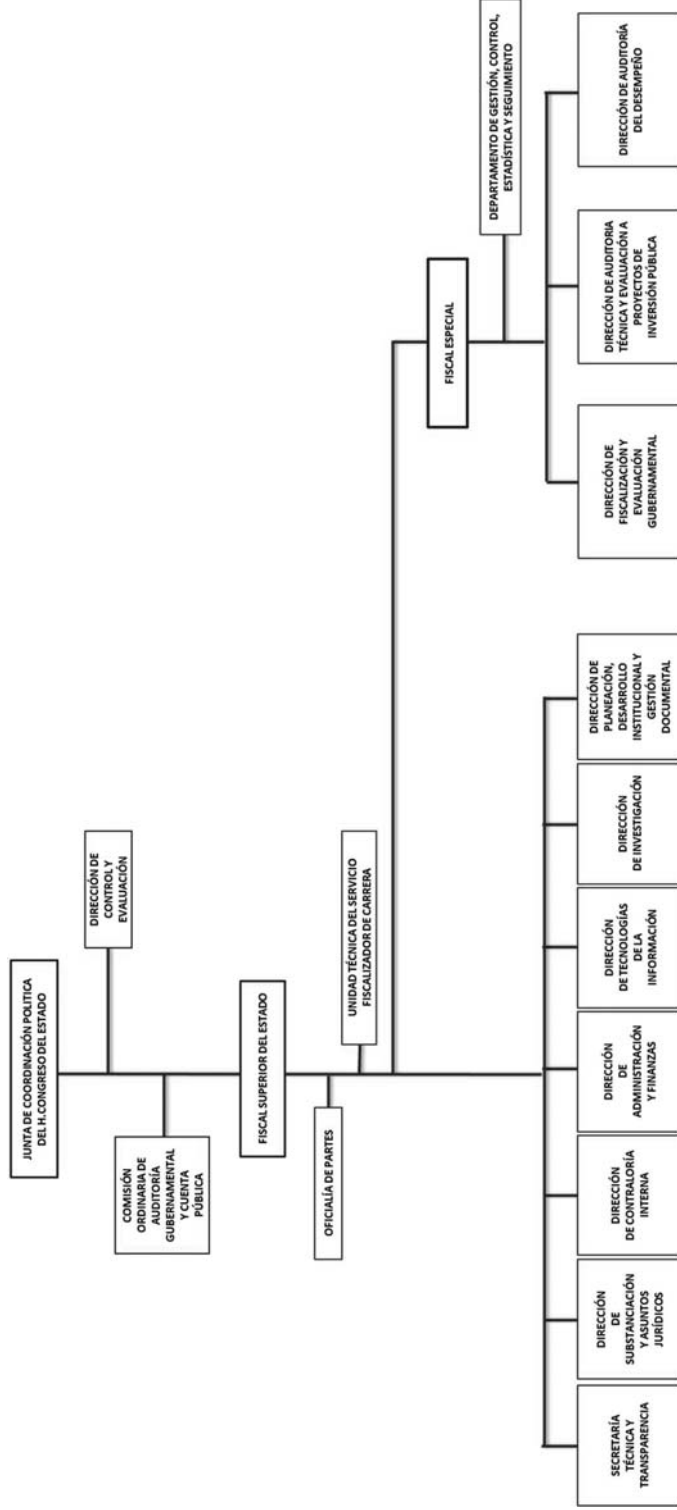 JUNTA DE COORDINACIÓN POLITICA
DEL H. CONGRESO DEL ESTADO
DIRECCIÓN DE
CONTROL Y
EVALUACIÓN
COMISIÓN
ORDINARIA DE
AUDITORÍA
GUBERNAMENTAL
Y CUENTA
PÚBLICA
FISCAL SUPERIOR DEL ESTADO
OFICIALÍA DE PARTES
UNIDAD TÉCNICA DEL SERVICIO
FISCALIZADOR DE CARRERA
FISCAL ESPECIAL
DEPARTAMENTO DE GESTIÓN, CONTROL,
ESTADÍSTICA Y SEGUIMIENTO
SECRETARÍA
TÉCNICA Y
TRANSPARENCIA
DIRECCIÓN
DE
SUBSTANCIACIÓN
Y ASUNTOS
JURÍDICOS
DIRECCIÓN
DE CONTRALORÍA
INTERNA
DIRECCIÓN
DE
ADMINISTRACIÓN
Y FINANZAS
DIRECCIÓN
DE TECNOLOGÍAS
DE LA
INFORMACIÓN
DIRECCIÓN
DE INVESTIGACIÓN
DIRECCIÓN DE
PLANEACIÓN,
DESARROLLO
INSTITUCIONAL Y
GESTIÓN
DOCUMENTAL
DIRECCIÓN DE
FISCALIZACIÓN Y
EVALUACIÓN
GUBERNAMENTAL
DIRECCIÓN DE AUDITORIA
TÉCNICA Y EVALUACIÓN A
PROYECTOS DE
INVERSIÓN PÚBLICA
DIRECCIÓN DE AUDITORÍA
DEL DESEMPEÑO